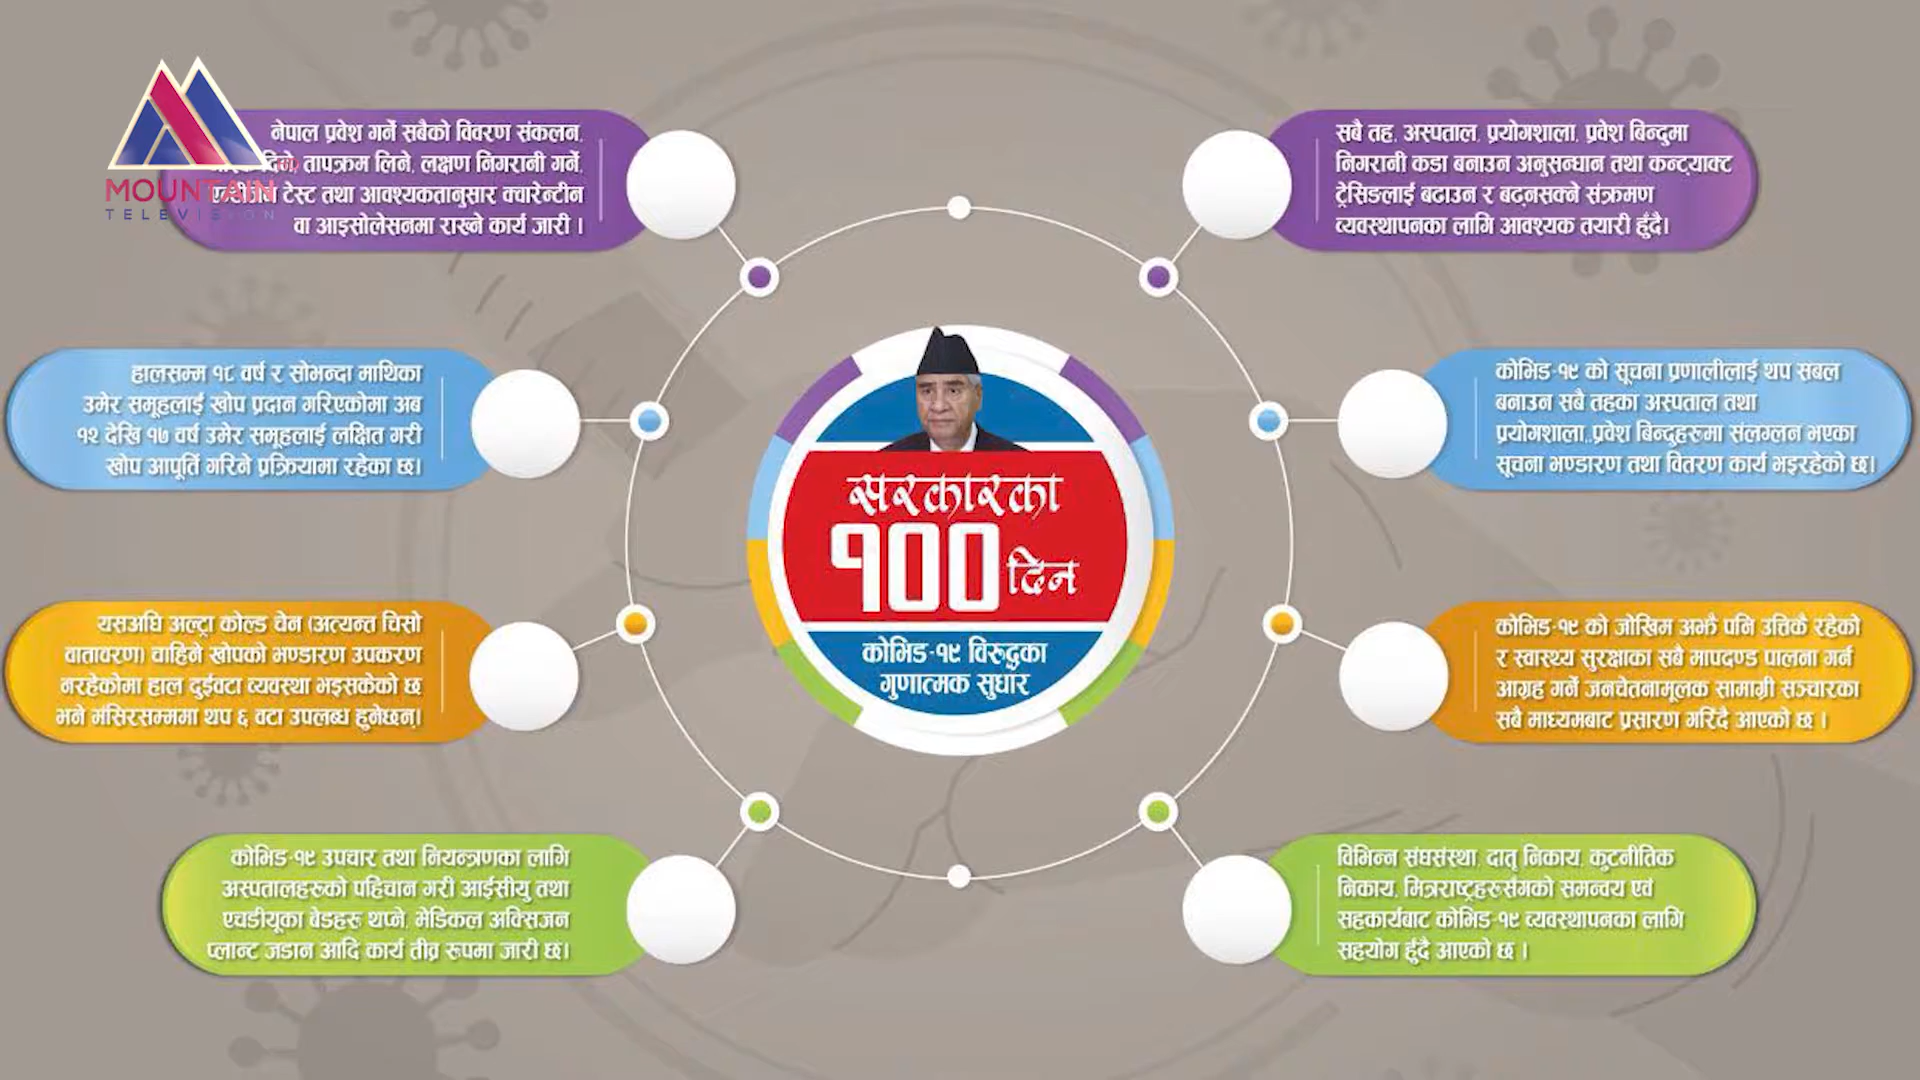 MOUNTAIN
TELEVISION
HD
नेपाल प्रवेश गर्ने सबैको विवरण संकलन,
दिने, तापक्रम लिने, लक्षण निगरानी गर्ने,
टेस्ट तथा आवश्यकतानुसार क्वारेन्टीन
वा आइसोलेसनमा राख्ने कार्य जारी ।
हालसम्म १८ वर्ष र सोभन्दा माथिका
उमेर समूहलाई खोप प्रदान गरिएकोमा अब
१२ देखि १७ वर्ष उमेर समूहलाई लक्षित गरी
खोप आपूर्ति गरिने प्रक्रियामा रहेका छ।
यसअघि अल्ट्रा कोल्ड चेन (अत्यन्त चिसो
वातावरण) चाहिने खोपको भण्डारण उपकरण
नरहेकोमा हाल दुईवटा व्यवस्था भइसकेको छ
भने मंसिरसम्ममा थप ६ वटा उपलब्ध हुनेछन्।
कोभिड-१९ उपचार तथा नियन्त्रणका लागि
अस्पतालहरुको पहिचान गरी आईसीयु तथा
एचडीयूका बेडहरु थप्ने, मेडिकल अक्सिजन
प्लान्ट जडान आदि कार्य तीव्र रूपमा जारी छ।
सरकारका
१०० दिन
कोभिड-१९ विरुद्धका
गुणात्मक सुधार
सबै तह, अस्पताल, प्रयोगशाला, प्रवेश बिन्दुमा
निगरानी कडा बनाउन अनुसन्धान तथा कन्ट्याक्ट
ट्रेसिङलाई बढाउन र बढ्नसक्ने संक्रमण
व्यवस्थापनका लागि आवश्यक तयारी हुँदै।
कोभिड-१९ को सूचना प्रणालीलाई थप सबल
बनाउन सबै तहका अस्पताल तथा
प्रयोगशाला,.प्रवेश बिन्दुहरुमा संलग्लन भएका
सूचना भण्डारण तथा वितरण कार्य भइरहेको छ।
कोभिड-१९ को जोखिम अझै पनि उत्तिकै रहेको
र स्वास्थ्य सुरक्षाका सबै मापदण्ड पालना गर्न
आग्रह गर्ने जनचेतनामूलक सामाग्री सञ्चारका
सबै माध्यमबाट प्रसारण गरिँदै आएको छ ।
विभिन्न संघसंस्था, दातृ निकाय, कुटनीतिक
निकाय, मित्रराष्ट्रहरुसँगको समन्वय एवं
सहकार्यबाट कोभिड-१९ व्यवस्थापनका लागि
सहयोग हुँदै आएको छ ।